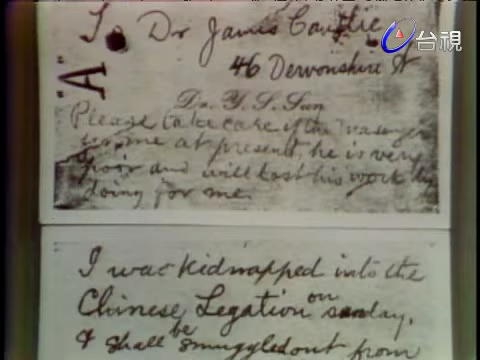 台視
"A"
To Dr James Cantlie
46 Devonshire St
Dr. Y. S. Sun
Please take care of the messenger
for me at present, he is very
poor and will lost his work by
doing for me.
I was kidnapped into the
Chinese Legation on sunday,
& shall be smuggled out from